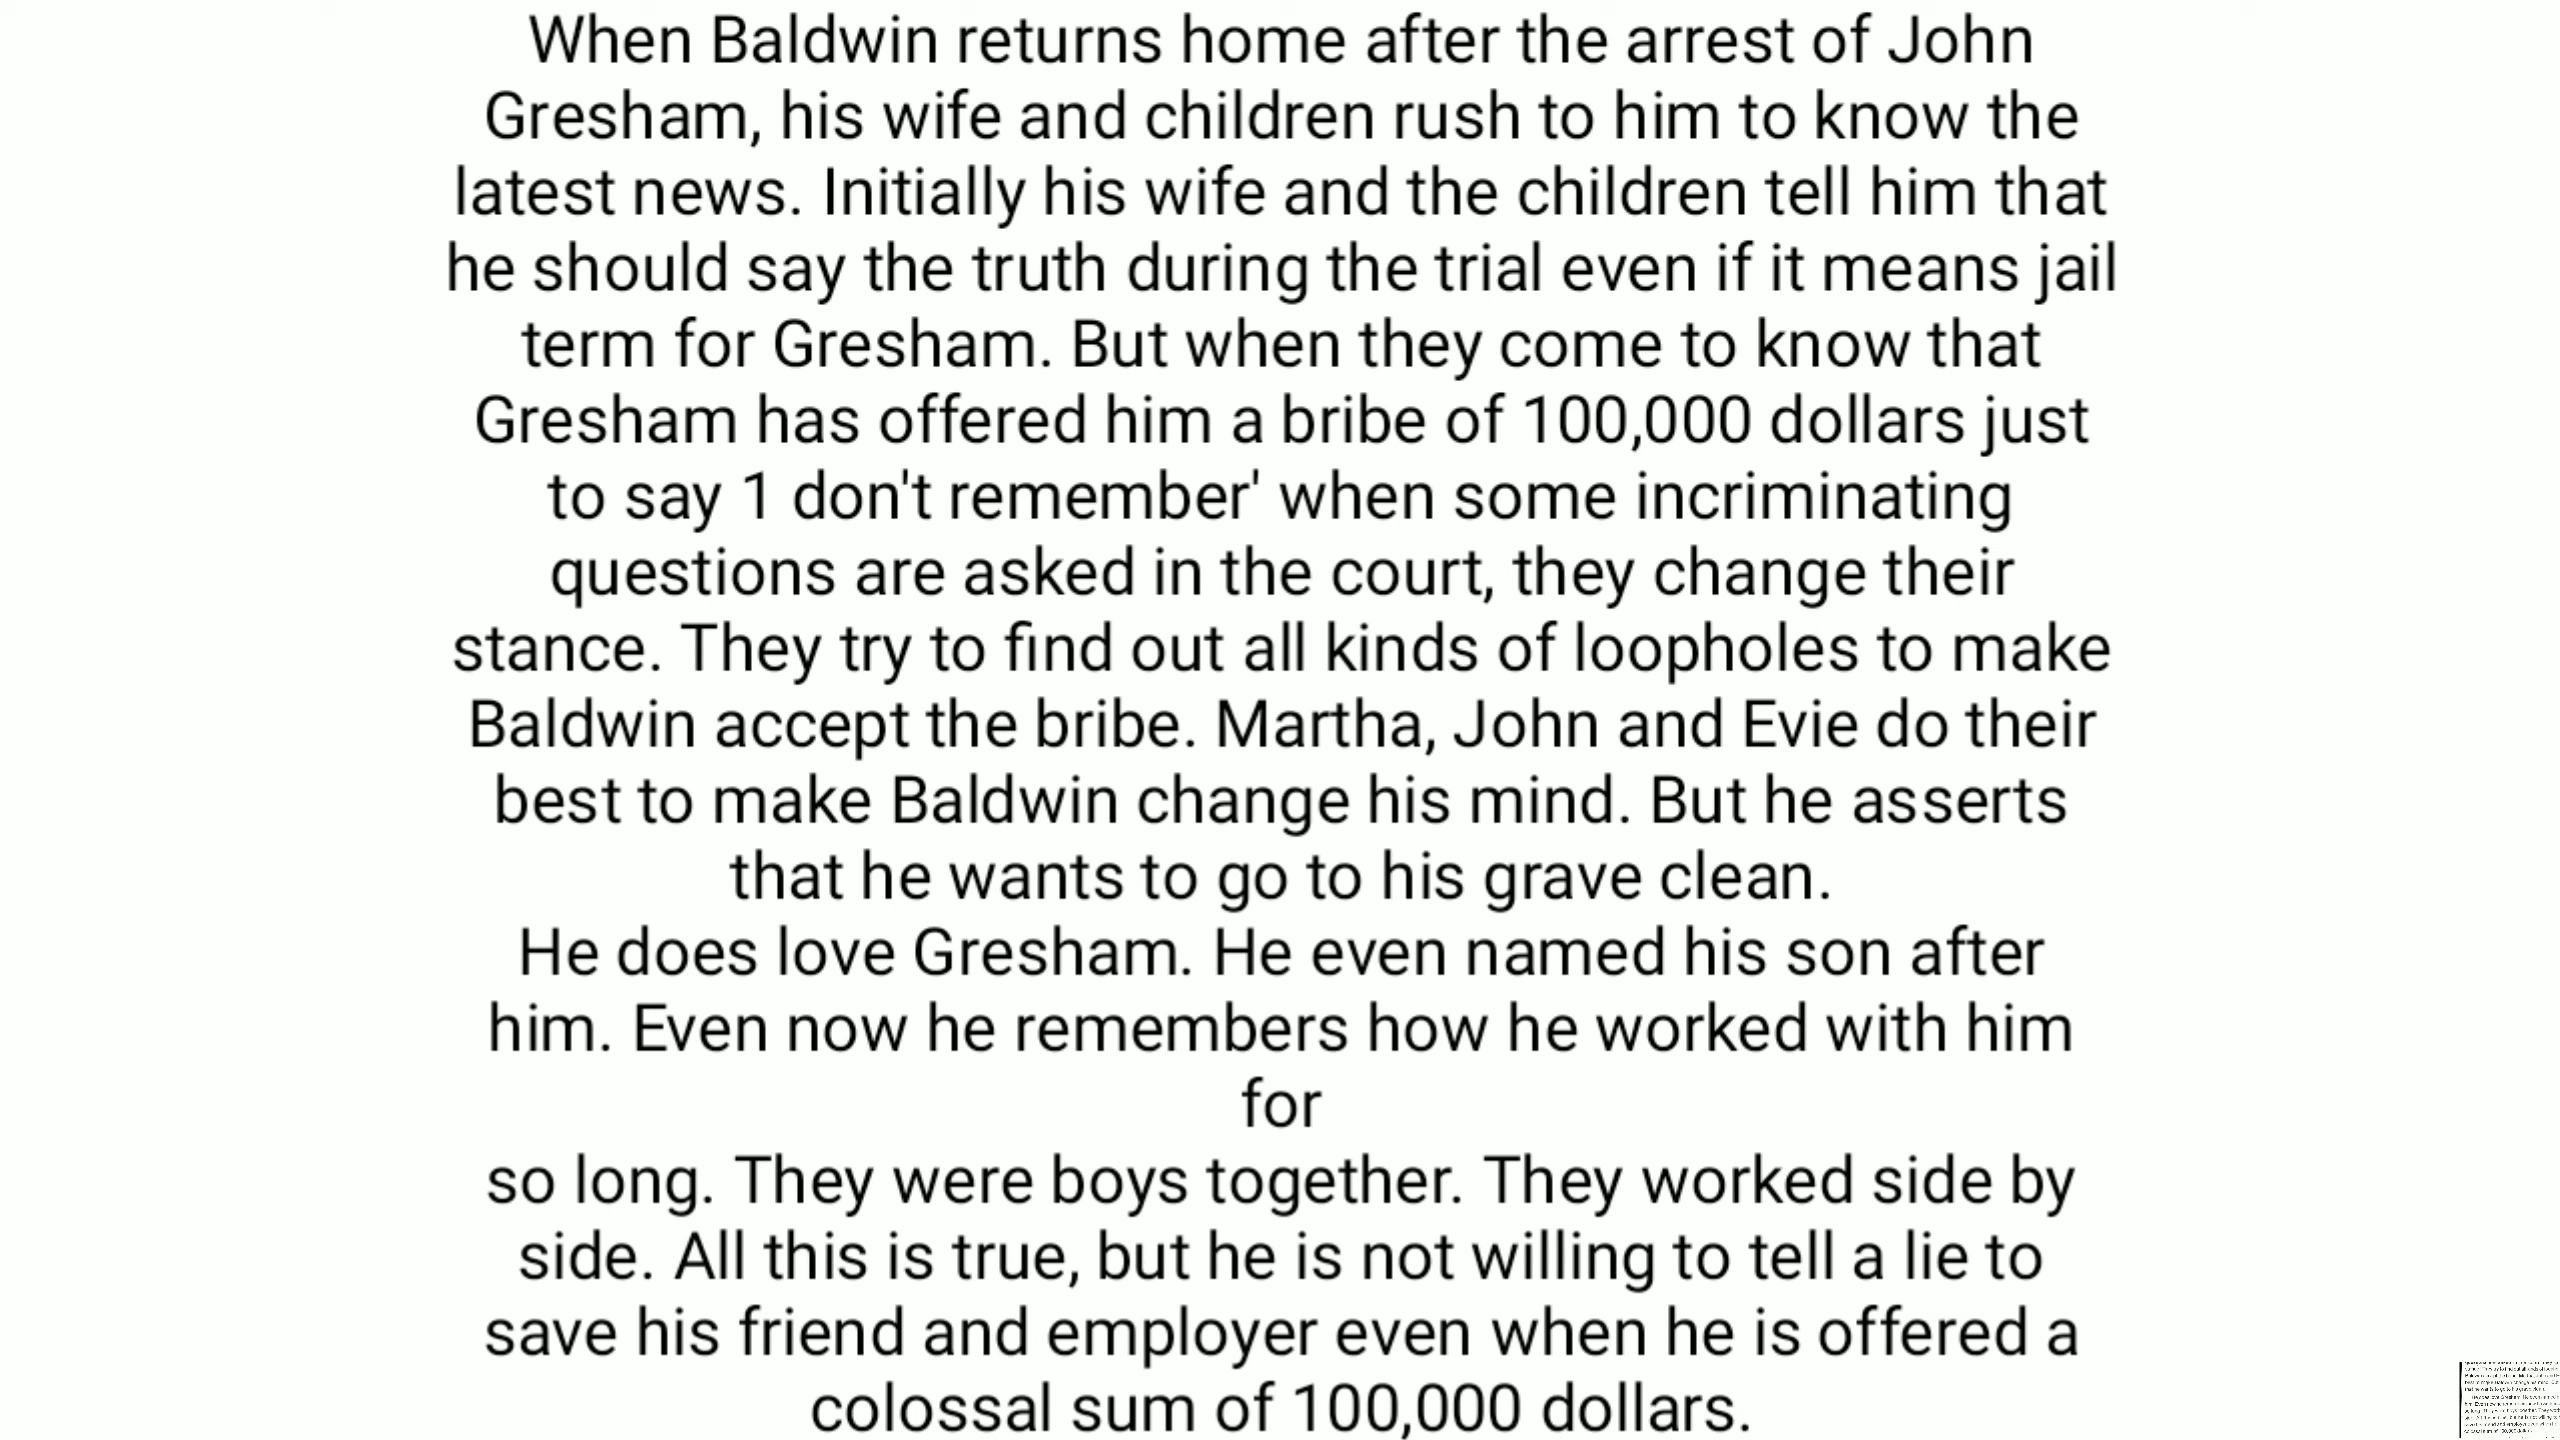 When Baldwin returns home after the arrest of John
Gresham, his wife and children rush to him to know the
latest news. Initially his wife and the children tell him that
he should say the truth during the trial even if it means jail
term for Gresham. But when they come to know that
Gresham has offered him a bribe of 100,000 dollars just
to say 1 don't remember' when some incriminating
questions are asked in the court, they change their
stance. They try to find out all kinds of loopholes to make
Baldwin accept the bribe. Martha, John and Evie do their
best to make Baldwin change his mind. But he asserts
that he wants to go to his grave clean.
He does love Gresham. He even named his son after
him. Even now he remembers how he worked with him
for
so long. They were boys together. They worked side by
side. All this is true, but he is not willing to tell a lie to
save his friend and employer even when he is offered a
colossal sum of 100,000 dollars.